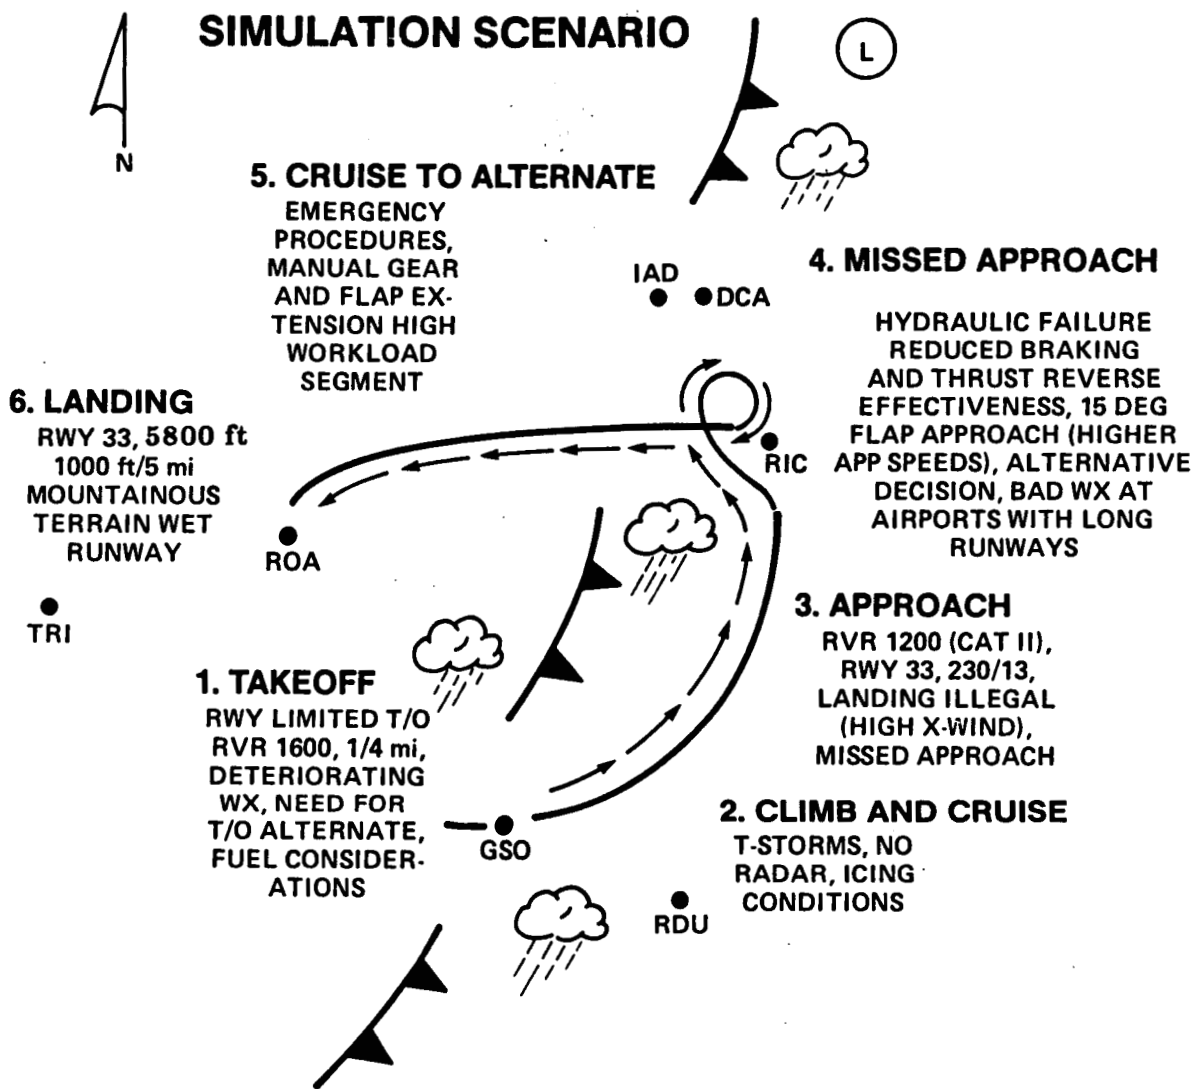 SIMULATION SCENARIO
L
N
5. CRUISE TO ALTERNATE
EMERGENCY
PROCEDURES,
MANUAL GEAR
AND FLAP EX-
TENSION HIGH
WORKLOAD
SEGMENT
IAD
DCA
4. MISSED APPROACH
HYDRAULIC FAILURE
REDUCED BRAKING
AND THRUST REVERSE
EFFECTIVENESS, 15 DEG
FLAP APPROACH (HIGHER
APP SPEEDS), ALTERNATIVE
DECISION, BAD WX AT
AIRPORTS WITH LONG
RUNWAYS
6. LANDING
RWY 33, 5800 ft
1000 ft/5 mi
MOUNTAINOUS
TERRAIN WET
RUNWAY
RIC
ROA
TRI
3. APPROACH
RVR 1200 (CAT II),
RWY 33, 230/13,
LANDING ILLEGAL
(HIGH X-WIND),
MISSED APPROACH
1. TAKEOFF
RWY LIMITED T/O
RVR 1600, 1/4 mi,
DETERIORATING
WX, NEED FOR
T/O ALTERNATE,
FUEL CONSIDER-
ATIONS
GSO
2. CLIMB AND CRUISE
T-STORMS, NO
RADAR, ICING
CONDITIONS
RDU